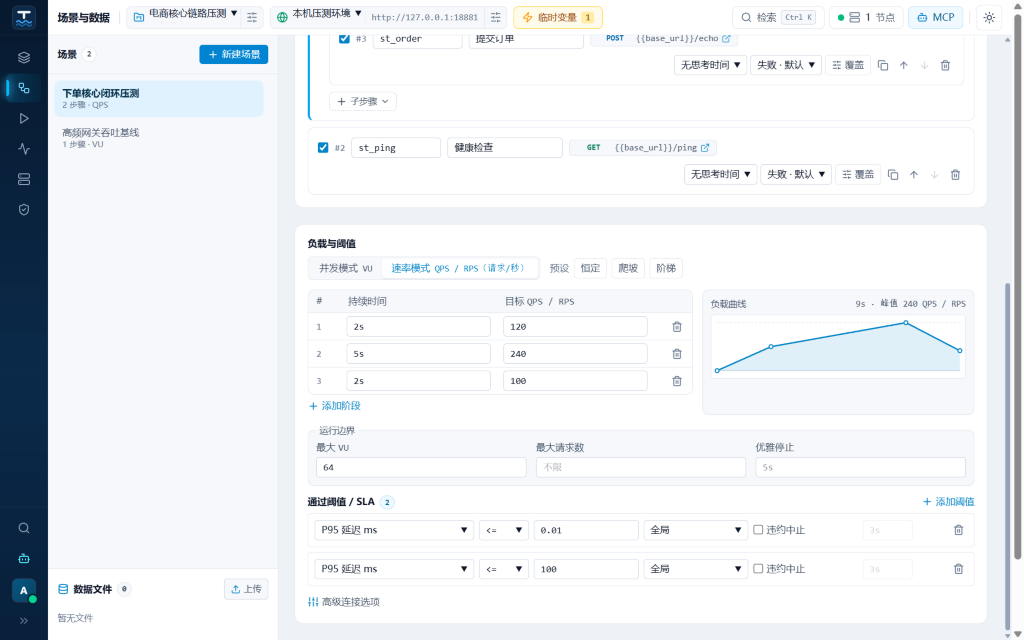 场景与数据
电商核心链路压测 ▼
本机压测环境 ▼
http://127.0.0.1:18881
临时变量 1
检索 Ctrl K
1 节点
MCP
场景 2
+ 新建场景
下单核心闭环压测
2 步骤 · QPS
高频网关吞吐基线
1 步骤 · VU
数据文件 0
上传
暂无文件
A
#3 st_order 提交订单 POST {{base_url}}/echo
无思考时间 ▼ 失败 · 默认 ▼ 覆盖
+ 子步骤
#2 st_ping 健康检查 GET {{base_url}}/ping
无思考时间 ▼ 失败 · 默认 ▼ 覆盖
负载与阈值
并发模式 VU 速率模式 QPS / RPS (请求/秒) 预设 恒定 爬坡 阶梯
# 持续时间 目标 QPS / RPS
1 2s 120
2 5s 240
3 2s 100
+ 添加阶段
负载曲线 9s · 峰值 240 QPS / RPS
运行边界
最大 VU 最大请求数 优雅停止
64 不限 5s
通过阈值 / SLA 2 + 添加阈值
P95 延迟 ms ▼ <= ▼ 0.01 全局 ▼ 违约中止 3s
P95 延迟 ms ▼ <= ▼ 100 全局 ▼ 违约中止 3s
高级连接选项